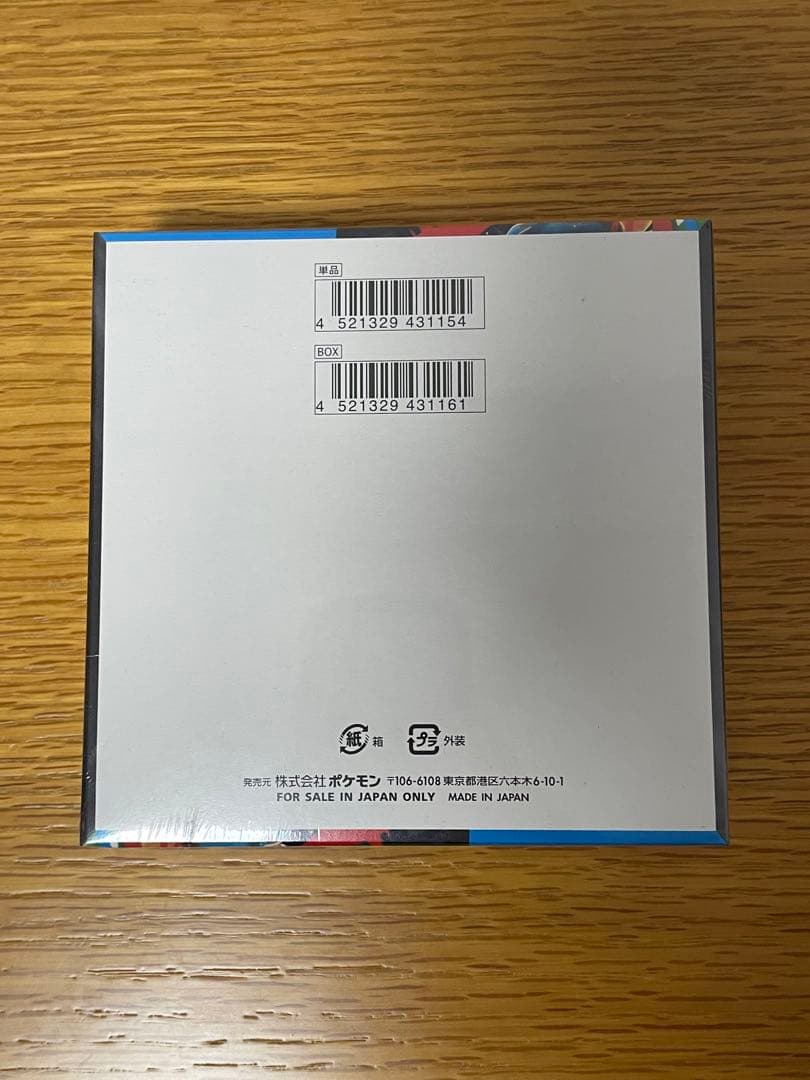 単品
4 521329 431154
BOX
4 521329 431161
紙 箱 プラ 外装
発売元 株式会社ポケモン 〒106-6108 東京都港区六本木6-10-1
FOR SALE IN JAPAN ONLY MADE IN JAPAN